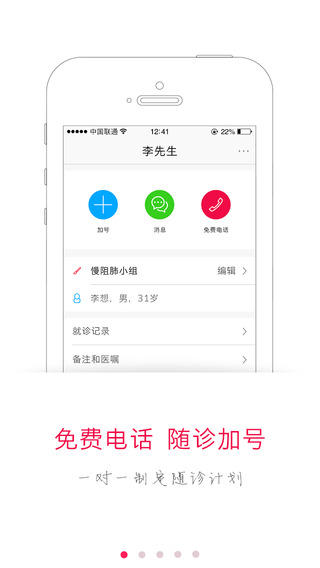 中国联通 12:41 22%
李先生
加号 消息 免费电话
慢阻肺小组 编辑
李想，男，31岁
就诊记录
备注和医嘱
免费电话 随诊加号
一对一制定随诊计划